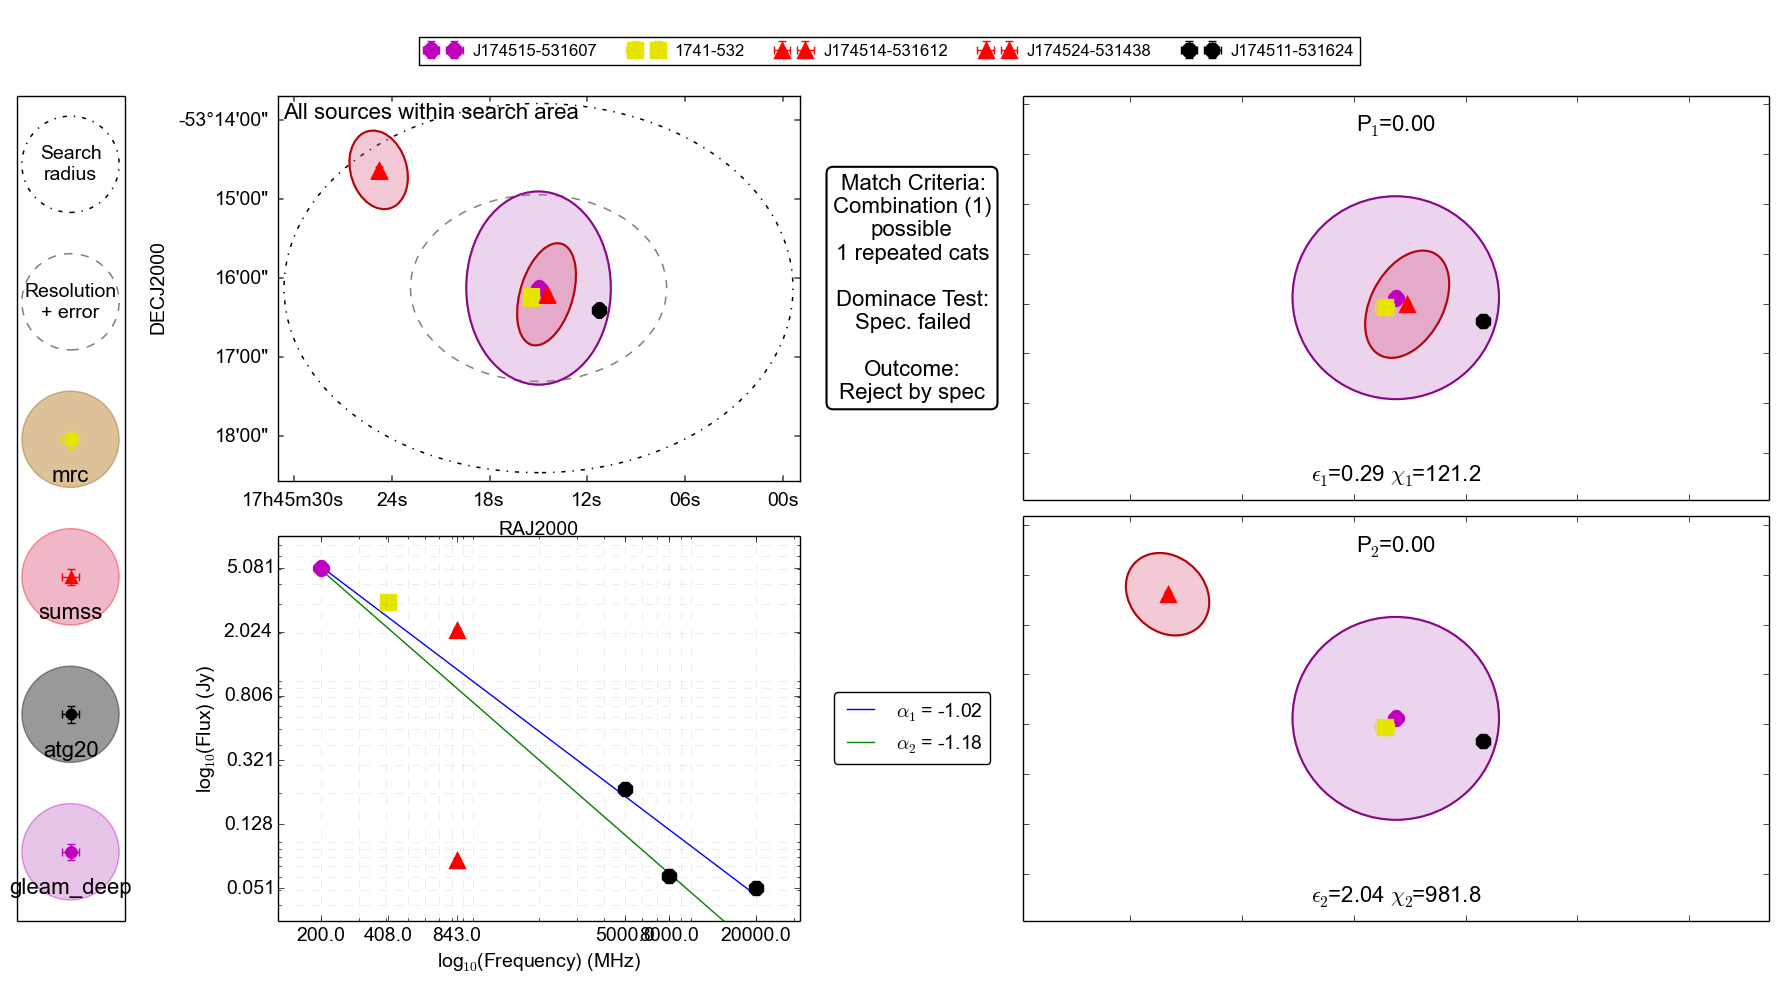 J174515-531607 1741-532 J174514-531612 J174524-531438 J174511-531624
Search
radius
Resolution
+ error
mrc
sumss
atg20
gleam_deep
All sources within search area
DECJ2000
-53°14'00"
15'00"
16'00"
17'00"
18'00"
17h45m30s 24s 18s 12s 06s 00s
RAJ2000
log10(Flux) (Jy)
5.081
2.024
0.806
0.321
0.128
0.051
200.0 408.0 843.0 5000.0 8000.0 20000.0
log10(Frequency) (MHz)
Match Criteria:
Combination (1)
possible
1 repeated cats
Dominace Test:
Spec. failed
Outcome:
Reject by spec
α1 = -1.02
α2 = -1.18
P1=0.00
ϵ1=0.29 χ1=121.2
P2=0.00
ϵ2=2.04 χ2=981.8